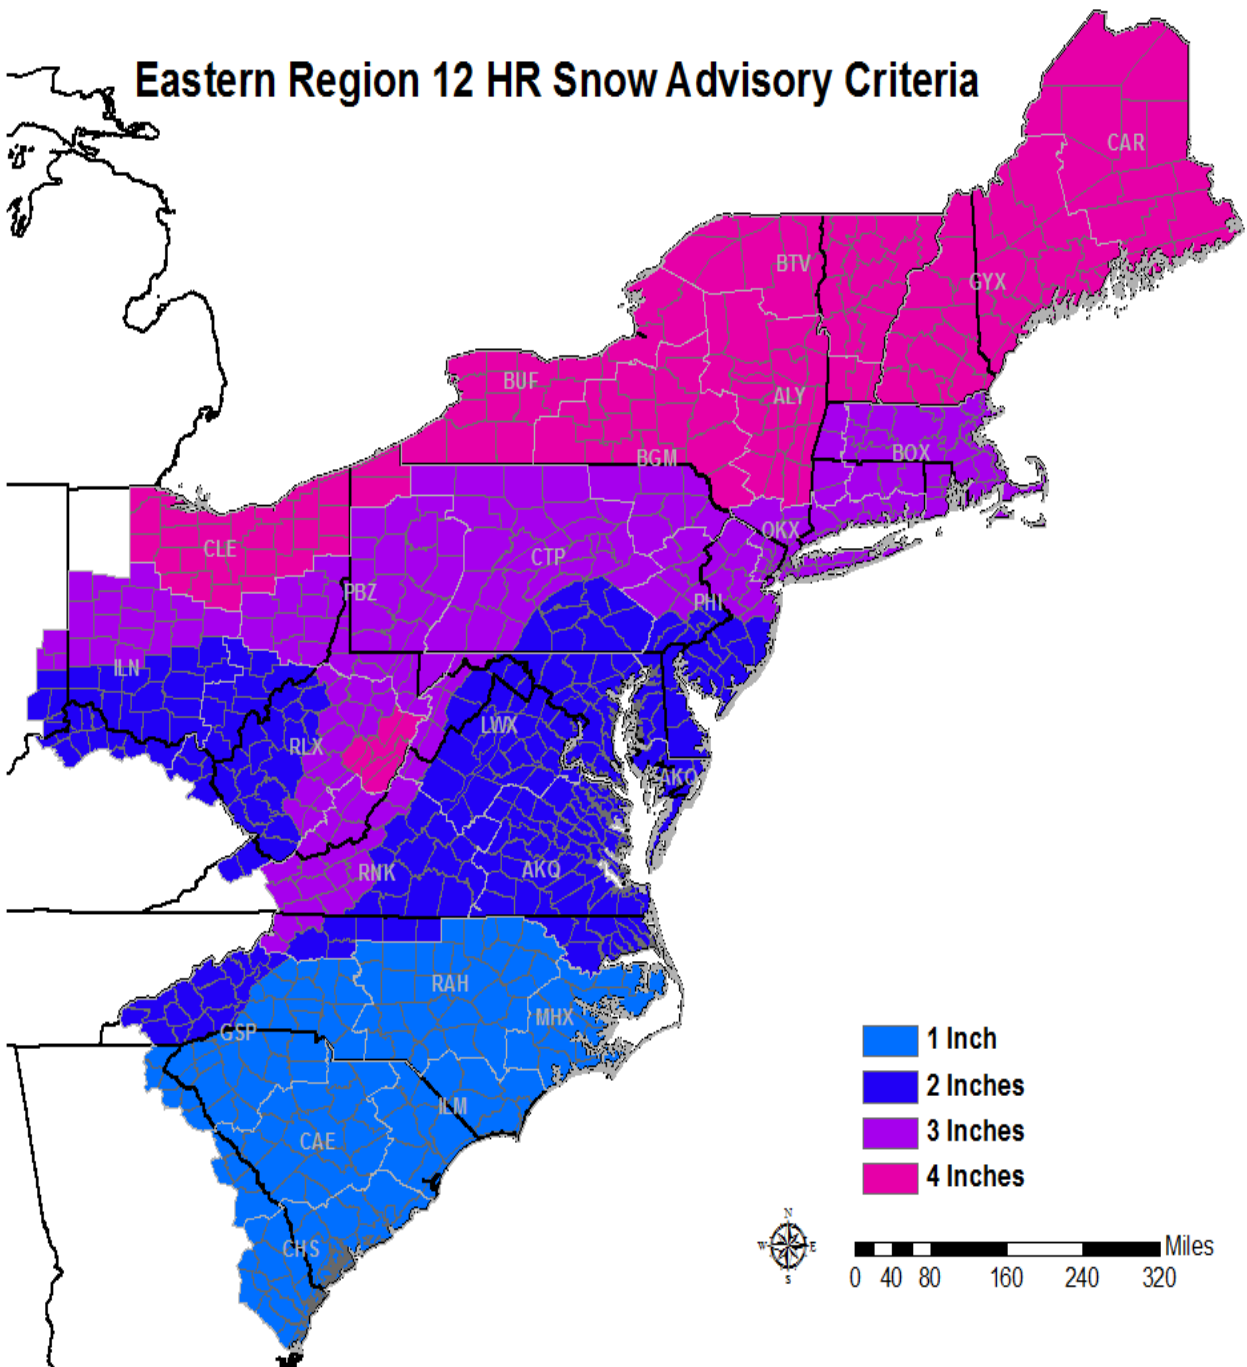 Eastern Region 12 HR Snow Advisory Criteria
CAR
BTV
GYX
BUF
ALY
BOX
BGM
OKX
CLE
CTP
PBZ
PHI
ILN
LWX
RLX
AKQ
RNK
AKQ
RAH
MHX
GSP
ILM
CAE
CHS
1 Inch
2 Inches
3 Inches
4 Inches
N
W E
S
Miles
0 40 80 160 240 320